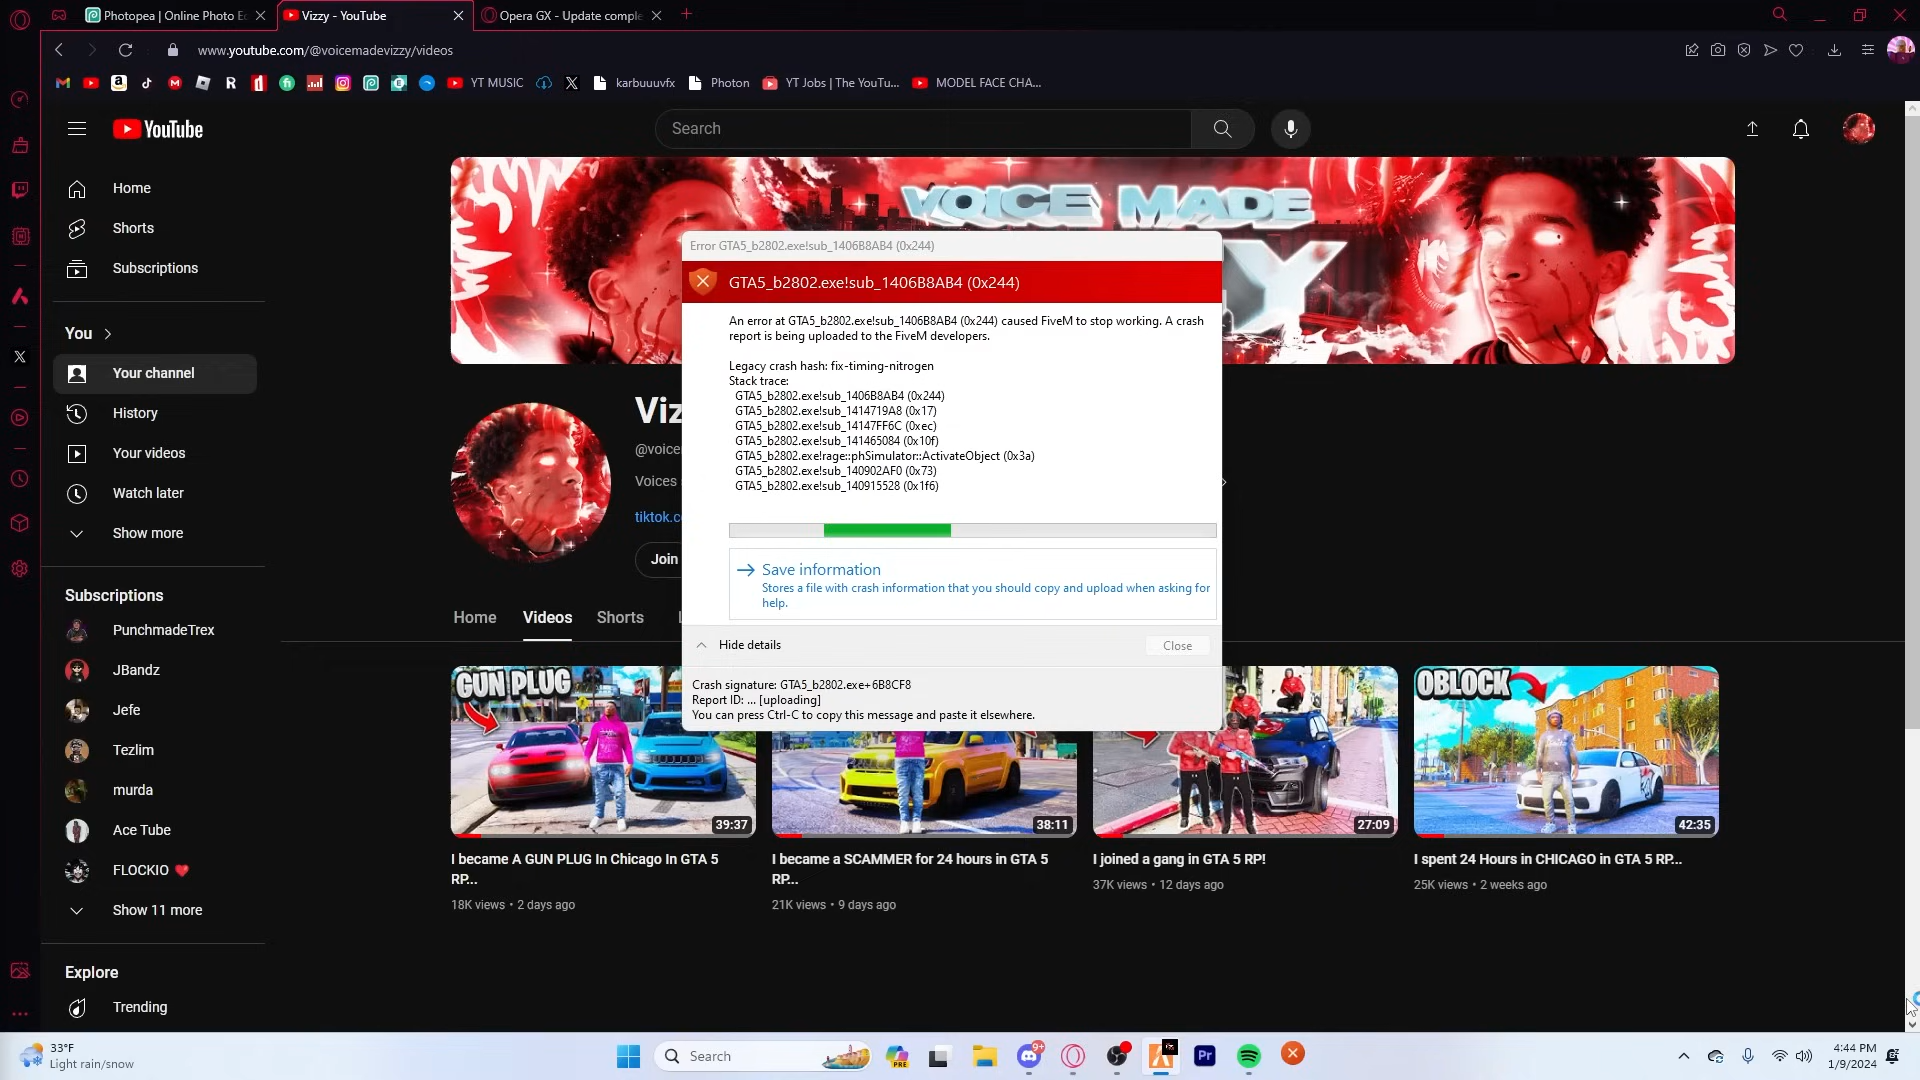 Photopea | Online Photo Ec
Vizzy - YouTube
Opera GX - Update comple
www.youtube.com/@voicemadevizzy/videos
YT MUSIC
karbuuuvfx
Photon
YT Jobs | The YouTu...
MODEL FACE CHA...
YouTube
Search
Home
Shorts
Subscriptions
You
Your channel
History
Your videos
Watch later
Show more
Subscriptions
PunchmadeTrex
JBandz
Jefe
Tezlim
murda
Ace Tube
FLOCKIO ❤️
Show 11 more
Explore
Trending
VOICE MADE
Viz
@voice
Voices
tiktok.c
Join
Home
Videos
Shorts
Error GTA5_b2802.exe!sub_1406B8AB4 (0x244)
GTA5_b2802.exe!sub_1406B8AB4 (0x244)
An error at GTA5_b2802.exe!sub_1406B8AB4 (0x244) caused FiveM to stop working. A crash
report is being uploaded to the FiveM developers.
Legacy crash hash: fix-timing-nitrogen
Stack trace:
GTA5_b2802.exe!sub_1406B8AB4 (0x244)
GTA5_b2802.exe!sub_1414719A8 (0x17)
GTA5_b2802.exe!sub_14147FF6C (0xec)
GTA5_b2802.exe!sub_141465084 (0x10f)
GTA5_b2802.exe!rage::phSimulator::ActivateObject (0x3a)
GTA5_b2802.exe!sub_140902AF0 (0x73)
GTA5_b2802.exe!sub_140915528 (0x1f6)
Save information
Stores a file with crash information that you should copy and upload when asking for
help.
Hide details
Close
Crash signature: GTA5_b2802.exe+6B8CF8
Report ID: ... [uploading]
You can press Ctrl-C to copy this message and paste it elsewhere.
GUN PLUG
39:37
I became A GUN PLUG In Chicago In GTA 5
RP...
18K views • 2 days ago
38:11
I became a SCAMMER for 24 hours in GTA 5
RP...
21K views • 9 days ago
27:09
I joined a gang in GTA 5 RP!
37K views • 12 days ago
OBLOCK
42:35
I spent 24 Hours in CHICAGO in GTA 5 RP...
25K views • 2 weeks ago
33°F
Light rain/snow
Search
PRE
9+
Pr
4:44 PM
1/9/2024